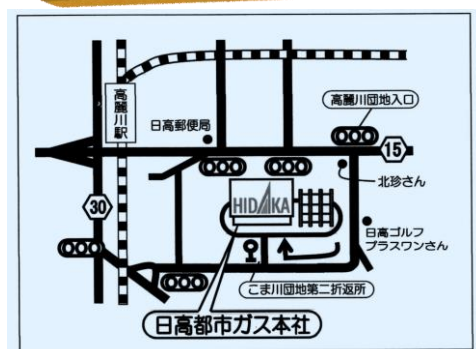 高麗川駅
日高郵便局
高麗川団地入口
15
北珍さん
30
HIDAKA
日高ゴルフ
プラスワンさん
こま川団地第二折返所
日高都市ガス本社